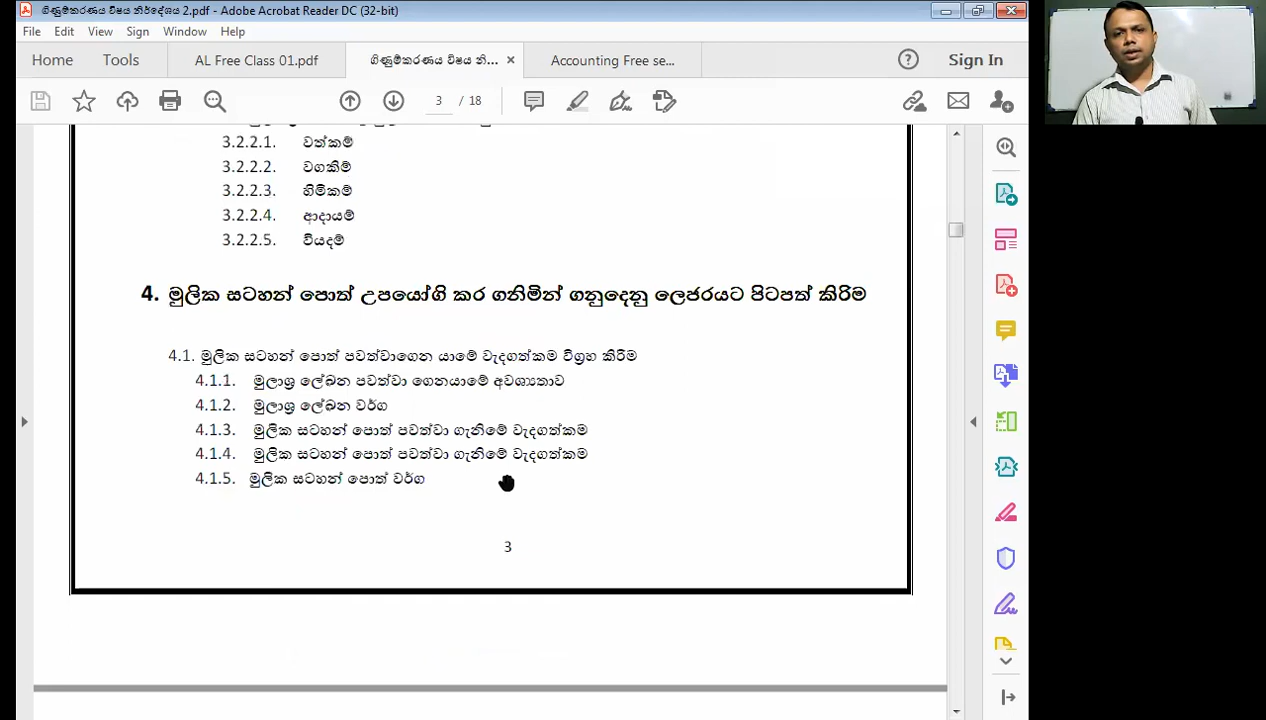 ගිණුම්කරණය විෂය නිර්දේශය 2.pdf - Adobe Acrobat Reader DC (32-bit)
File Edit View Sign Window Help
Home Tools AL Free Class 01.pdf ගිණුම්කරණය විෂය නි... Accounting Free se... Sign In
3 / 18
3.2.2.1. වත්කම්
3.2.2.2. වගකිම්
3.2.2.3. හිමිකම්
3.2.2.4. ආදායම්
3.2.2.5. වියදම්
4. මුලික සටහන් පොත් උපයෝගි කර ගනිමින් ගනුදෙනු ලෙජරයට පිටපත් කිරිම
4.1. මුලික සටහන් පොත් පවත්වාගෙන යාමේ වැදගත්කම විග්‍රහ කිරීම
4.1.1. මුලාශ්‍ර ලේඛන පවත්වා ගෙනයාමේ අවශ්‍යතාව
4.1.2. මුලාශ්‍ර ලේඛන වර්ග
4.1.3. මුලික සටහන් පොත් පවත්වා ගැනිමේ වැදගත්කම
4.1.4. මුලික සටහන් පොත් පවත්වා ගැනිමේ වැදගත්කම
4.1.5. මුලික සටහන් පොත් වර්ග
3